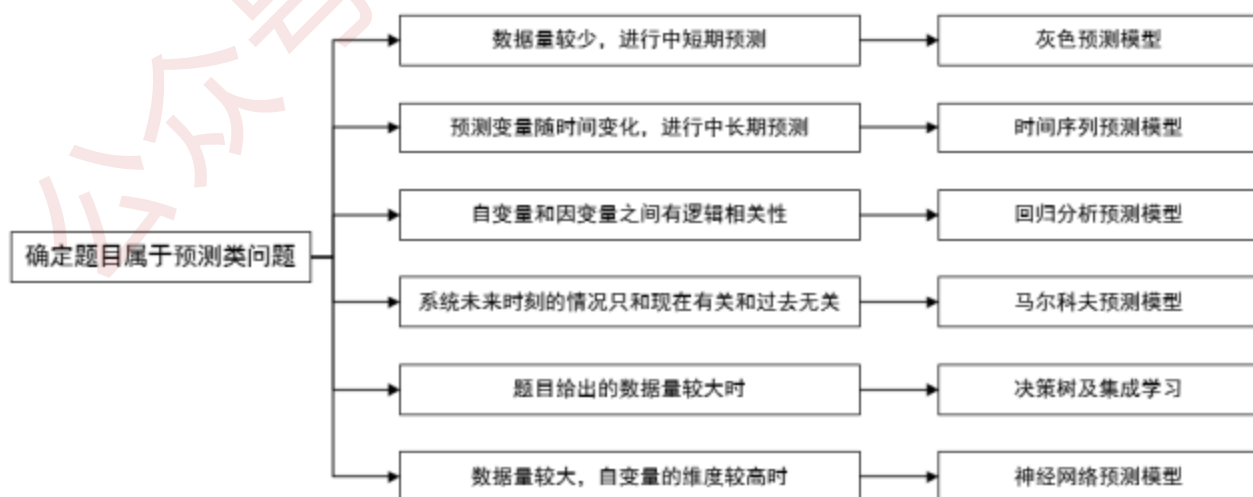 公众号
数据量较少，进行中短期预测
灰色预测模型
预测变量随时间变化，进行中长期预测
时间序列预测模型
自变量和因变量之间有逻辑相关性
回归分析预测模型
确定题目属于预测类问题
系统未来时刻的情况只和现在有关和过去无关
马尔科夫预测模型
题目给出的数据量较大时
决策树及集成学习
数据量较大，自变量的维度较高时
神经网络预测模型